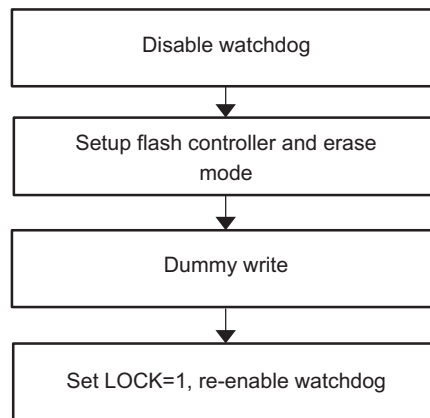 Disable watchdog
Setup flash controller and erase
mode
Dummy write
Set LOCK=1, re-enable watchdog